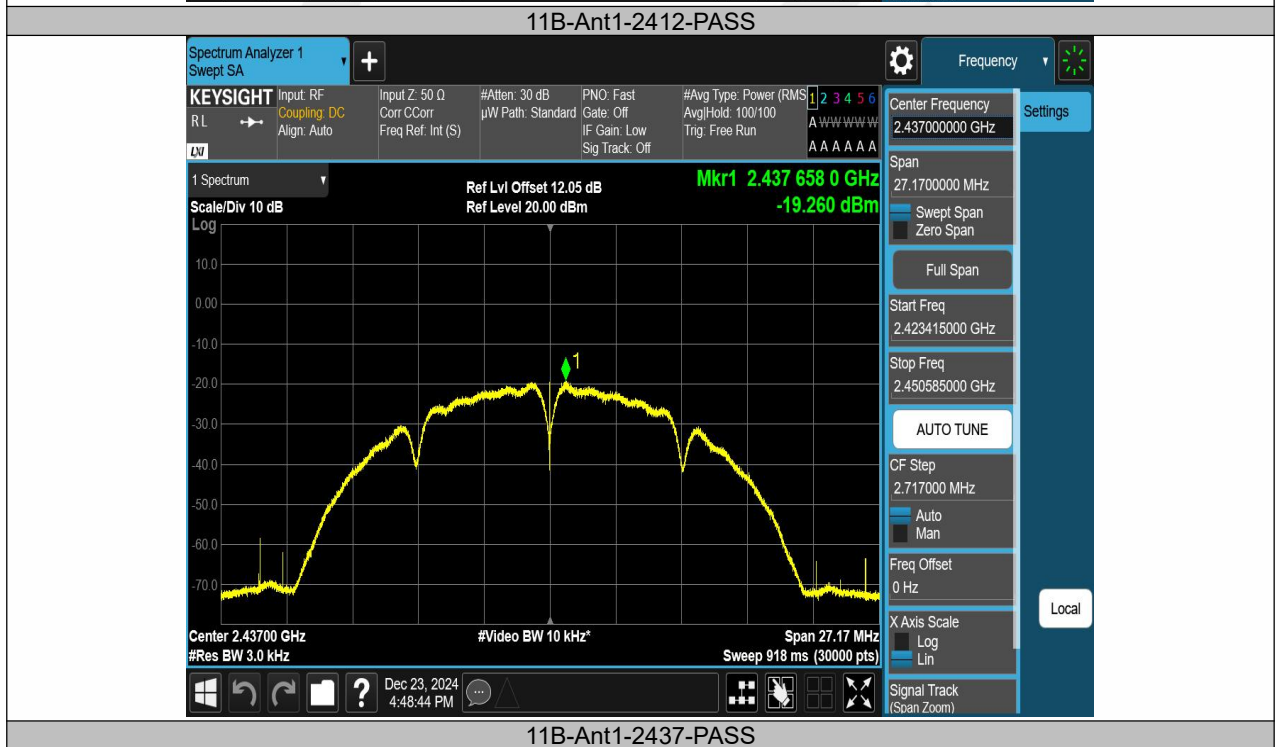 11B-Ant1-2412-PASS
Spectrum Analyzer 1
Swept SA
+
Frequency
KEYSIGHT
RL
LXI
Input: RF
Coupling: DC
Align: Auto
Input Z: 50 Ω
Corr CCorr
Freq Ref: Int (S)
#Atten: 30 dB
µW Path: Standard
PNO: Fast
Gate: Off
IF Gain: Low
Sig Track: Off
#Avg Type: Power (RMS
Avg|Hold: 100/100
Trig: Free Run
1 2 3 4 5 6
A W W W W W
A A A A A A
Center Frequency
2.437000000 GHz
Settings
1 Spectrum
Scale/Div 10 dB
Log
Ref Lvl Offset 12.05 dB
Ref Level 20.00 dBm
Mkr1 2.437 658 0 GHz
-19.260 dBm
10.0
0.00
-10.0
-20.0
-30.0
-40.0
-50.0
-60.0
-70.0
1
Center 2.43700 GHz
#Res BW 3.0 kHz
#Video BW 10 kHz*
Span 27.17 MHz
Sweep 918 ms (30000 pts)
Span
27.1700000 MHz
Swept Span
Zero Span
Full Span
Start Freq
2.423415000 GHz
Stop Freq
2.450585000 GHz
AUTO TUNE
CF Step
2.717000 MHz
Auto
Man
Freq Offset
0 Hz
X Axis Scale
Log
Lin
Local
Signal Track
(Span Zoom)
?
Dec 23, 2024
4:48:44 PM
11B-Ant1-2437-PASS